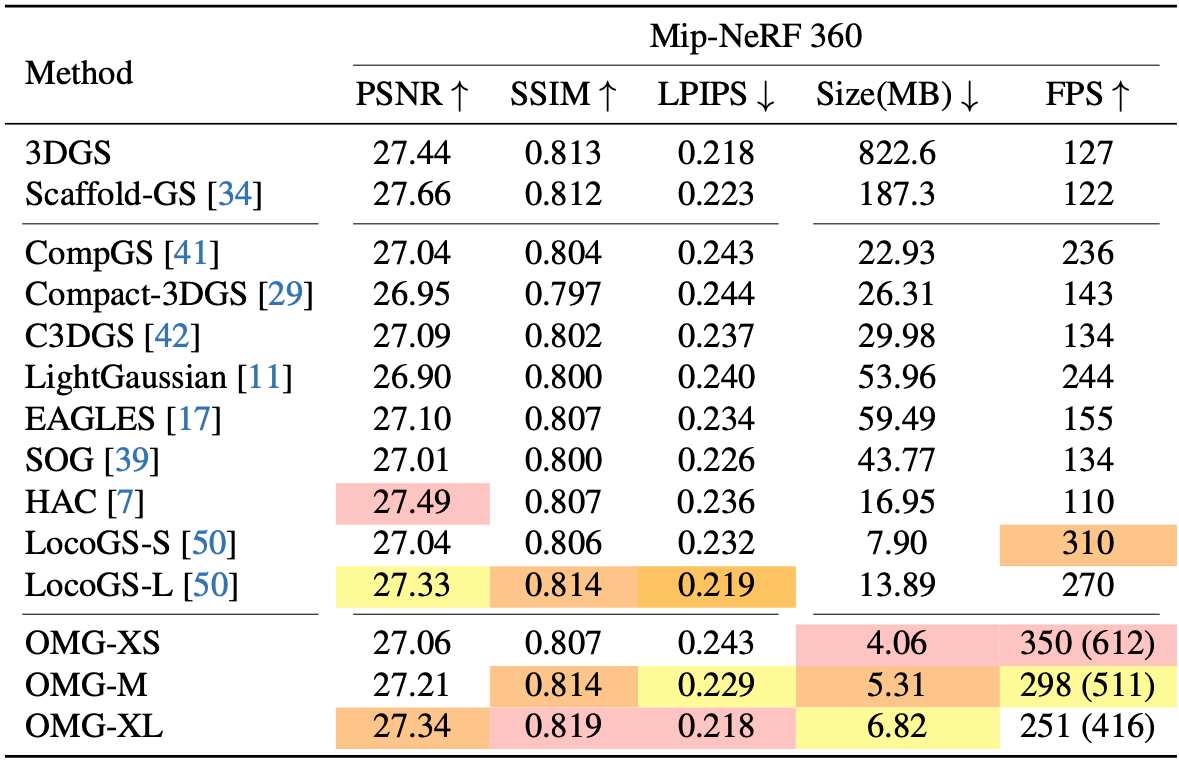 Mip-NeRF 360
Method
PSNR ↑ SSIM ↑ LPIPS ↓ Size(MB) ↓ FPS ↑
3DGS 27.44 0.813 0.218 822.6 127
Scaffold-GS [34] 27.66 0.812 0.223 187.3 122
CompGS [41] 27.04 0.804 0.243 22.93 236
Compact-3DGS [29] 26.95 0.797 0.244 26.31 143
C3DGS [42] 27.09 0.802 0.237 29.98 134
LightGaussian [11] 26.90 0.800 0.240 53.96 244
EAGLES [17] 27.10 0.807 0.234 59.49 155
SOG [39] 27.01 0.800 0.226 43.77 134
HAC [7] 27.49 0.807 0.236 16.95 110
LocoGS-S [50] 27.04 0.806 0.232 7.90 310
LocoGS-L [50] 27.33 0.814 0.219 13.89 270
OMG-XS 27.06 0.807 0.243 4.06 350 (612)
OMG-M 27.21 0.814 0.229 5.31 298 (511)
OMG-XL 27.34 0.819 0.218 6.82 251 (416)